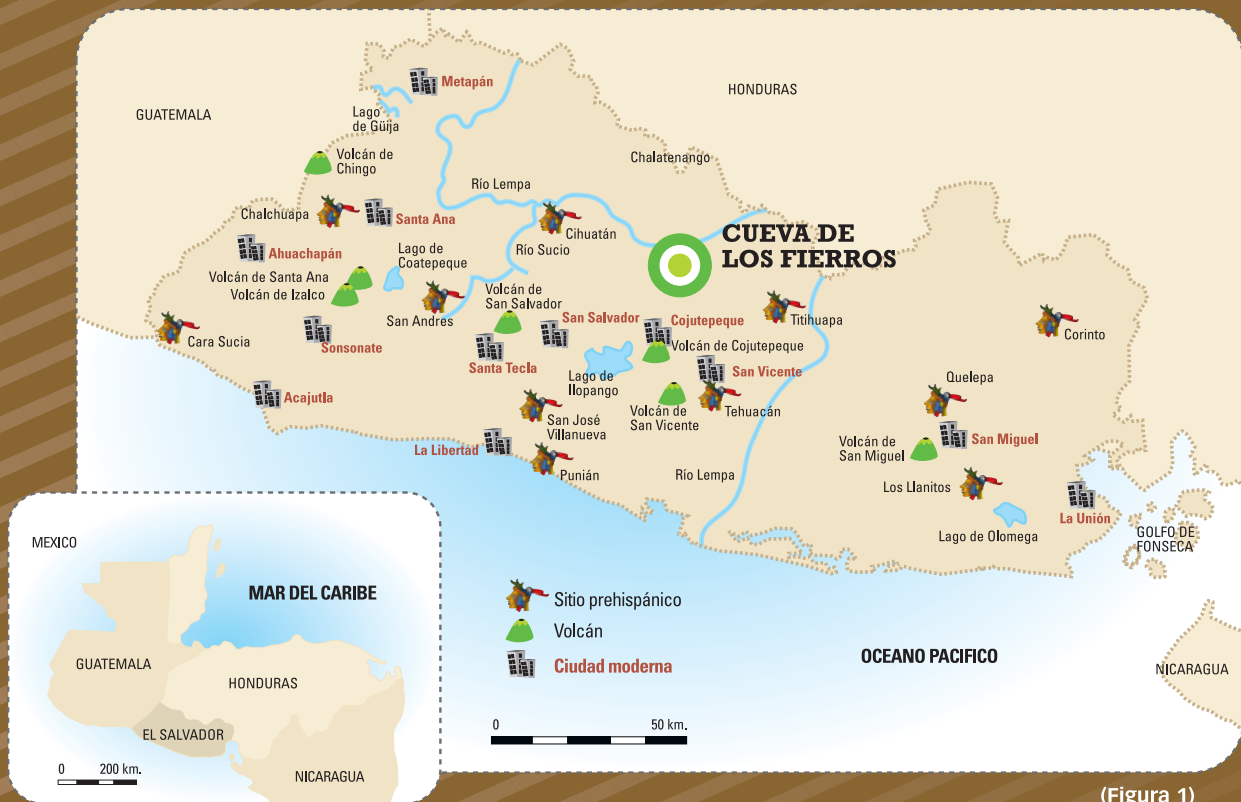 Metapán
HONDURAS
GUATEMALA
Lago
de Güija
Volcán de
Chingo
Chalatenango
Río Lempa
Chalchuapa
Santa Ana
Cihuatán
CUEVA DE
LOS FIERROS
Ahuachapán
Lago de
Coatepeque
Río Sucio
Volcán de Santa Ana
Volcán de Izalco
Volcán de
San Salvador
San Andres
San Salvador
Cojutepeque
Titihuapa
Corinto
Cara Sucia
Sonsonate
Volcán de Cojutepeque
Santa Tecla
San Vicente
Lago de
Ilopango
Quelepa
Acajutla
San José
Villanueva
Volcán de
San Vicente
Tehuacán
La Libertad
Volcán de
San Miguel
San Miguel
Punián
Río Lempa
Los Llanitos
La Unión
Lago de Olomega
GOLFO DE
FONSECA
MEXICO
MAR DEL CARIBE
GUATEMALA
HONDURAS
EL SALVADOR
NICARAGUA
0 200 km.
Sitio prehispánico
Volcán
Ciudad moderna
0 50 km.
OCEANO PACIFICO
NICARAGUA
(Figura 1)